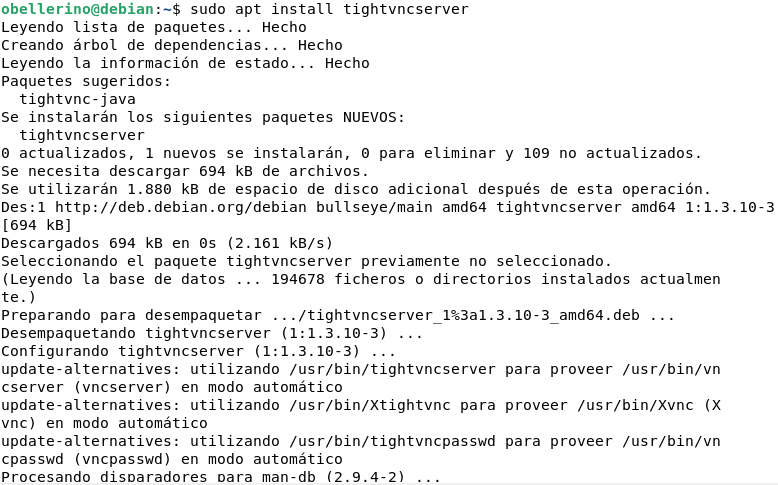 obellerino@debian:~$ sudo apt install tightvncserver
Leyendo lista de paquetes... Hecho
Creando árbol de dependencias... Hecho
Leyendo la información de estado... Hecho
Paquetes sugeridos:
  tightvnc-java
Se instalarán los siguientes paquetes NUEVOS:
  tightvncserver
0 actualizados, 1 nuevos se instalarán, 0 para eliminar y 109 no actualizados.
Se necesita descargar 694 kB de archivos.
Se utilizarán 1.880 kB de espacio de disco adicional después de esta operación.
Des:1 http://deb.debian.org/debian bullseye/main amd64 tightvncserver amd64 1:1.3.10-3
[694 kB]
Descargados 694 kB en 0s (2.161 kB/s)
Seleccionando el paquete tightvncserver previamente no seleccionado.
(Leyendo la base de datos ... 194678 ficheros o directorios instalados actualmen
te.)
Preparando para desempaquetar .../tightvncserver_1%3a1.3.10-3_amd64.deb ...
Desempaquetando tightvncserver (1:1.3.10-3) ...
Configurando tightvncserver (1:1.3.10-3) ...
update-alternatives: utilizando /usr/bin/tightvncserver para proveer /usr/bin/vn
cserver (vncserver) en modo automático
update-alternatives: utilizando /usr/bin/Xtightvnc para proveer /usr/bin/Xvnc (X
vnc) en modo automático
update-alternatives: utilizando /usr/bin/tightvncpasswd para proveer /usr/bin/vn
cpasswd (vncpasswd) en modo automático
Procesando disparadores para man-db (2.9.4-2) ...